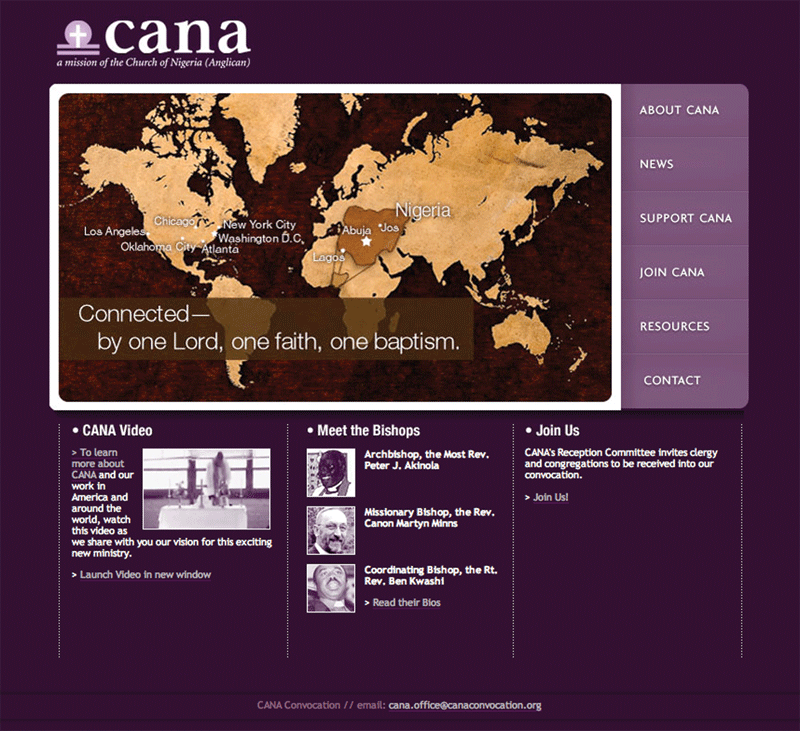 cana
a mission of the Church of Nigeria (Anglican)
ABOUT CANA
NEWS
SUPPORT CANA
JOIN CANA
RESOURCES
CONTACT
Los Angeles
Chicago
Oklahoma City
New York City
Washington D.C.
Atlanta
Nigeria
Abuja
Jos
Lagos
Connected—
by one Lord, one faith, one baptism.
• CANA Video
> To learn
more about
CANA and our
work in
America and
around the
world, watch
this video as
we share with you our vision for this exciting
new ministry.
> Launch Video in new window
• Meet the Bishops
Archbishop, the Most Rev.
Peter J. Akinola
Missionary Bishop, the Rev.
Canon Martyn Minns
Coordinating Bishop, the Rt.
Rev. Ben Kwashi
> Read their Bios
• Join Us
CANA's Reception Committee invites clergy
and congregations to be received into our
convocation.
> Join Us!
CANA Convocation // email: cana.office@canaconvocation.org